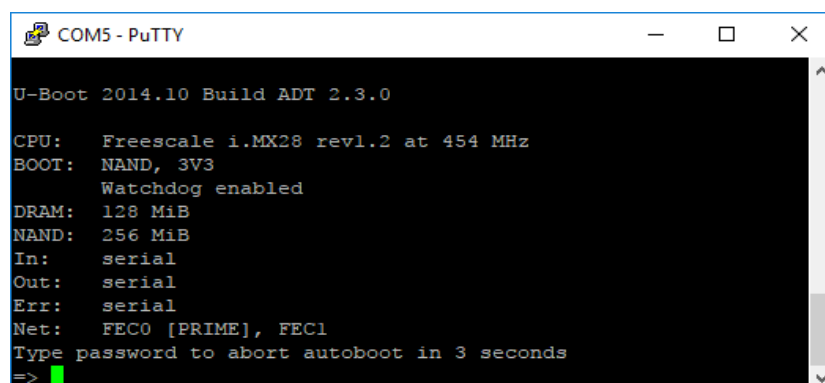 COM5 - PuTTY
U-Boot 2014.10 Build ADT 2.3.0
CPU:   Freescale i.MX28 rev1.2 at 454 MHz
BOOT:  NAND, 3V3
       Watchdog enabled
DRAM:  128 MiB
NAND:  256 MiB
In:    serial
Out:   serial
Err:   serial
Net:   FEC0 [PRIME], FEC1
Type password to abort autoboot in 3 seconds
=>